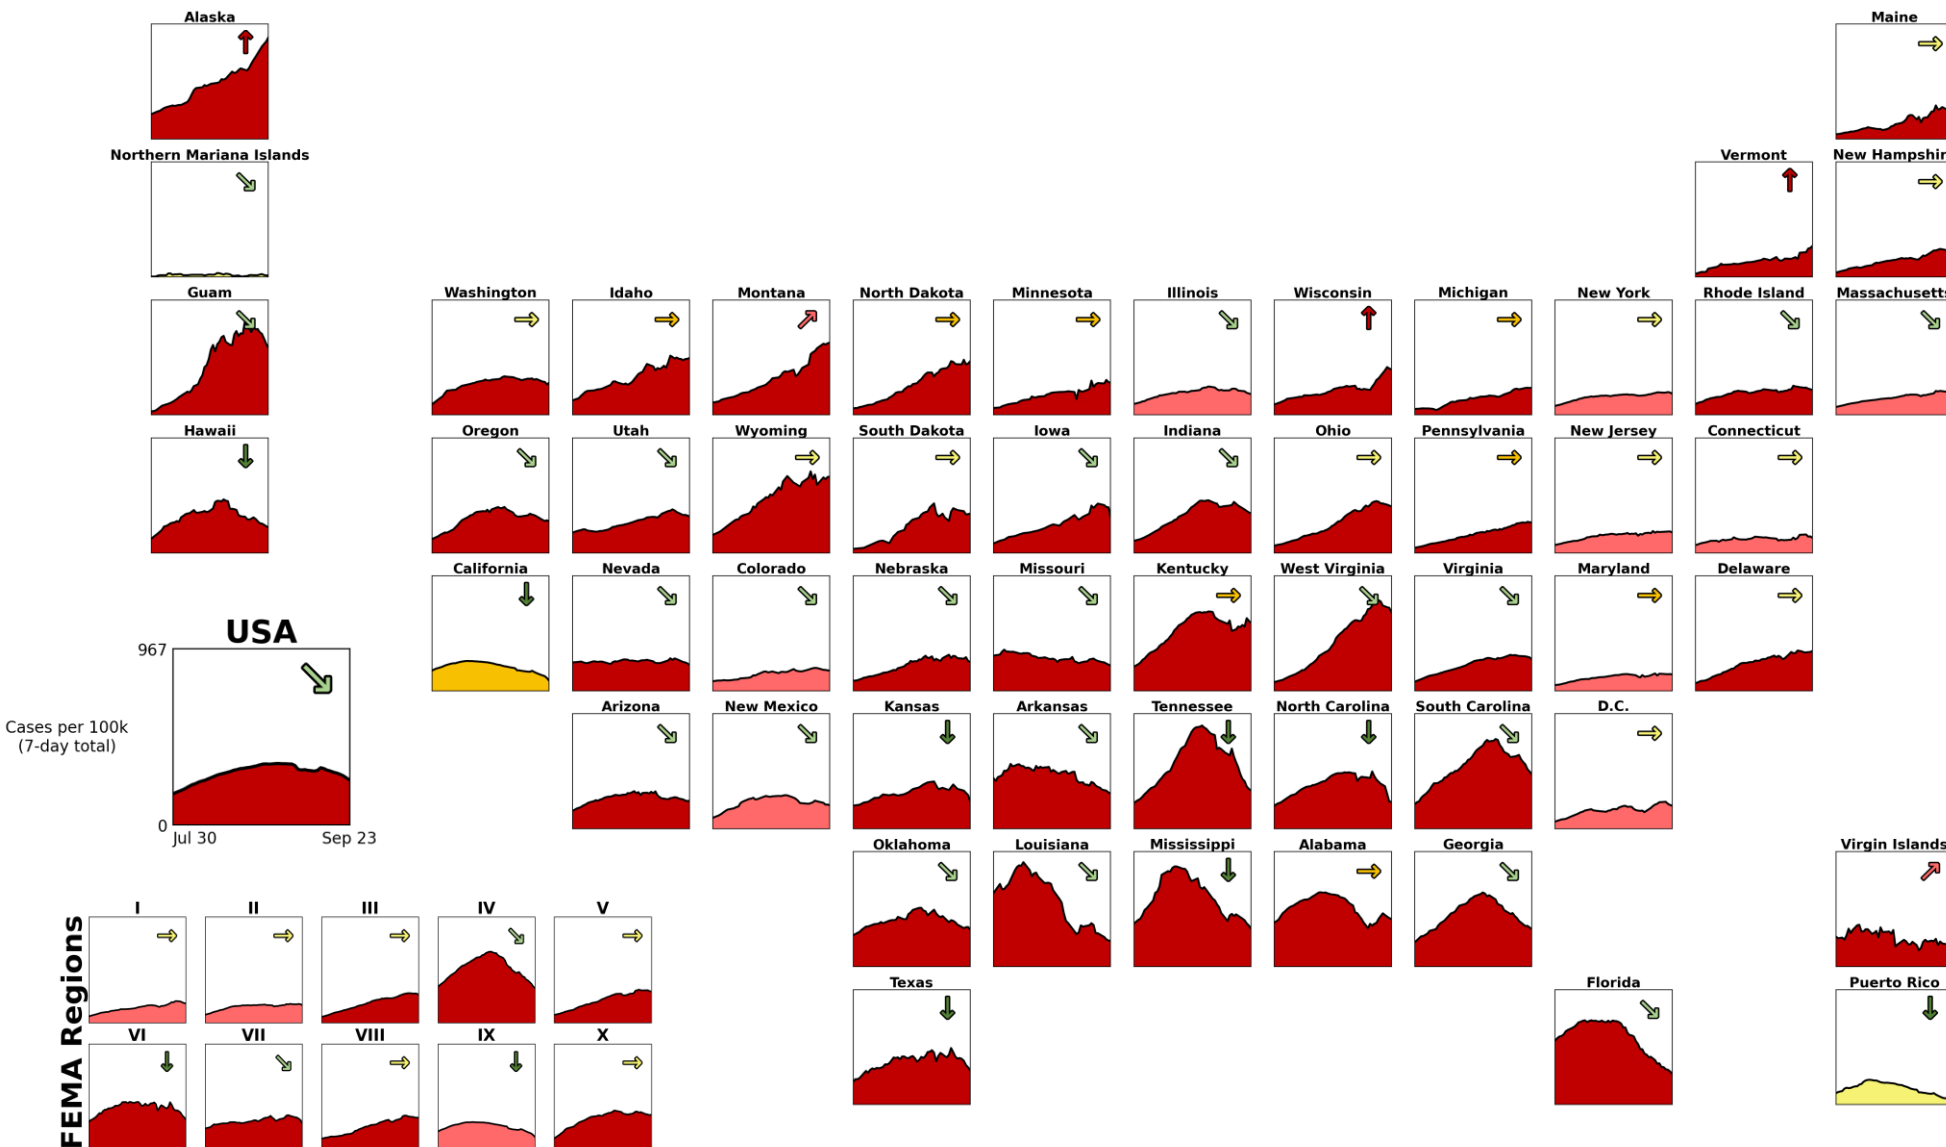 Alaska
Maine
Northern Mariana Islands
Vermont
New Hampshir
Guam
Washington
Idaho
Montana
North Dakota
Minnesota
Illinois
Wisconsin
Michigan
New York
Rhode Island
Massachusetts
Hawaii
Oregon
Utah
Wyoming
South Dakota
Iowa
Indiana
Ohio
Pennsylvania
New Jersey
Connecticut
California
Nevada
Colorado
Nebraska
Missouri
Kentucky
West Virginia
Virginia
Maryland
Delaware
USA
967
Cases per 100k
(7-day total)
0
Jul 30
Sep 23
Arizona
New Mexico
Kansas
Arkansas
Tennessee
North Carolina
South Carolina
D.C.
Oklahoma
Louisiana
Mississippi
Alabama
Georgia
Virgin Islands
Texas
Florida
Puerto Rico
FEMA Regions
I
II
III
IV
V
VI
VII
VIII
IX
X